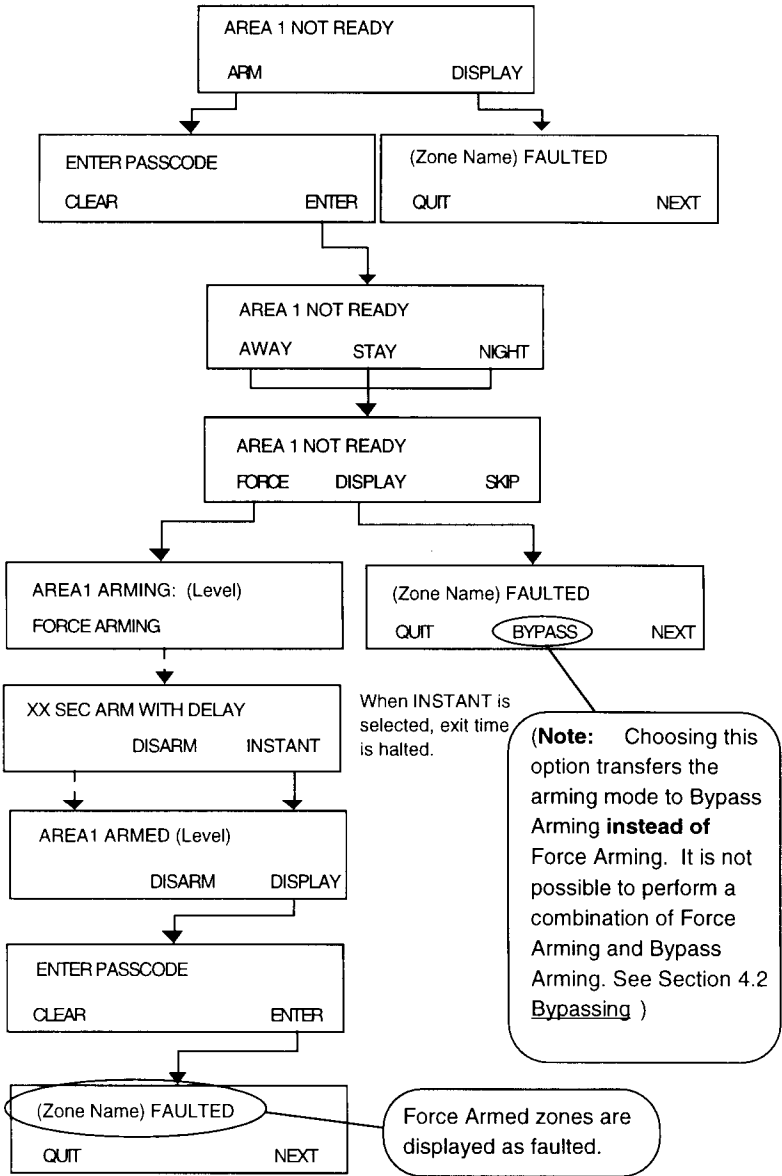 AREA 1 NOT READY
ARM DISPLAY
ENTER PASSCODE
CLEAR ENTER
(Zone Name) FAULTED
QUIT NEXT
AREA 1 NOT READY
AWAY STAY NIGHT
AREA 1 NOT READY
FORCE DISPLAY SKIP
AREA1 ARMING: (Level)
FORCE ARMING
(Zone Name) FAULTED
QUIT BYPASS NEXT
XX SEC ARM WITH DELAY
DISARM INSTANT
When INSTANT is
selected, exit time
is halted.
(Note: Choosing this
option transfers the
arming mode to Bypass
Arming instead of
Force Arming. It is not
possible to perform a
combination of Force
Arming and Bypass
Arming. See Section 4.2
Bypassing )
AREA1 ARMED (Level)
DISARM DISPLAY
ENTER PASSCODE
CLEAR ENTER
(Zone Name) FAULTED
QUIT NEXT
Force Armed zones are
displayed as faulted.